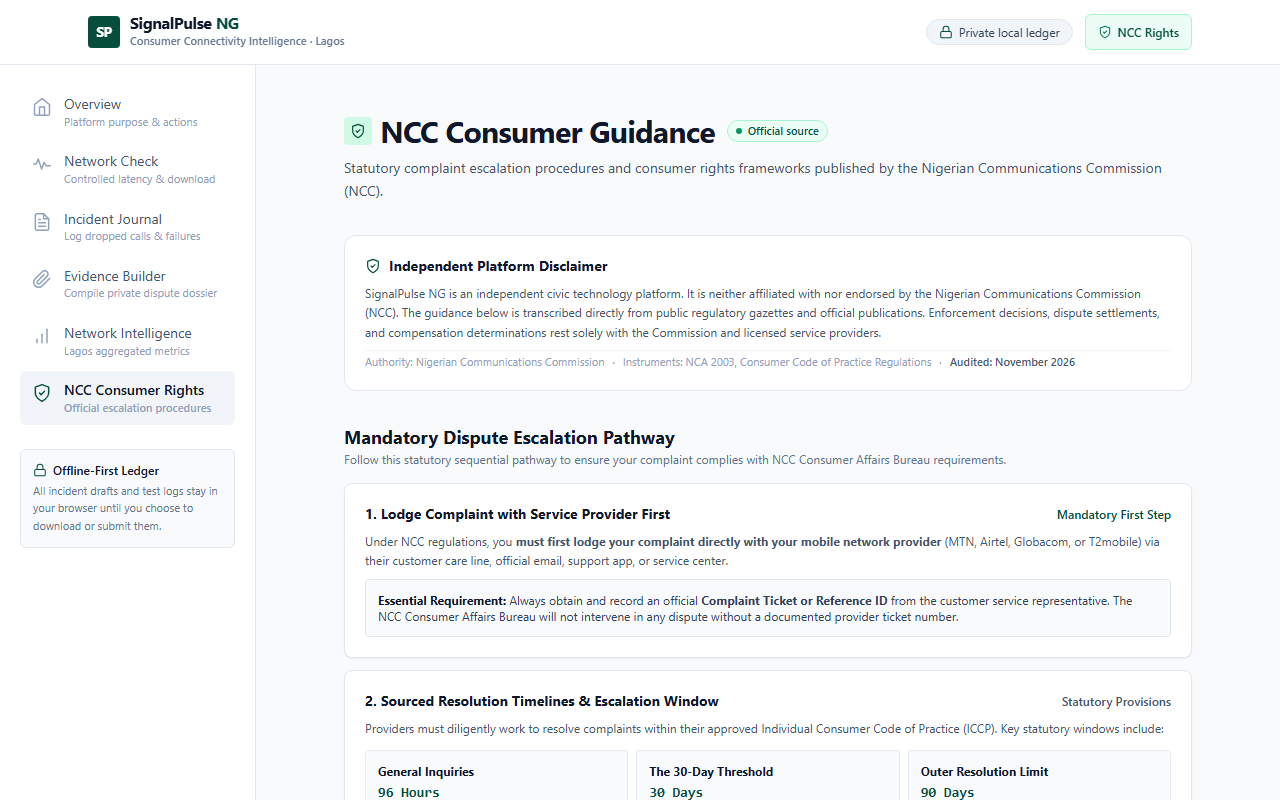 SP
SignalPulse NG
Consumer Connectivity Intelligence · Lagos
Private local ledger
NCC Rights
Overview
Platform purpose & actions
Network Check
Controlled latency & download
Incident Journal
Log dropped calls & failures
Evidence Builder
Compile private dispute dossier
Network Intelligence
Lagos aggregated metrics
NCC Consumer Rights
Official escalation procedures
Offline-First Ledger
All incident drafts and test logs stay in
your browser until you choose to
download or submit them.
NCC Consumer Guidance
Official source
Statutory complaint escalation procedures and consumer rights frameworks published by the Nigerian Communications Commission
(NCC).
Independent Platform Disclaimer
SignalPulse NG is an independent civic technology platform. It is neither affiliated with nor endorsed by the Nigerian Communications Commission
(NCC). The guidance below is transcribed directly from public regulatory gazettes and official publications. Enforcement decisions, dispute settlements,
and compensation determinations rest solely with the Commission and licensed service providers.
Authority: Nigerian Communications Commission · Instruments: NCA 2003, Consumer Code of Practice Regulations · Audited: November 2026
Mandatory Dispute Escalation Pathway
Follow this statutory sequential pathway to ensure your complaint complies with NCC Consumer Affairs Bureau requirements.
1. Lodge Complaint with Service Provider First
Mandatory First Step
Under NCC regulations, you must first lodge your complaint directly with your mobile network provider (MTN, Airtel, Globacom, or T2mobile) via
their customer care line, official email, support app, or service center.
Essential Requirement: Always obtain and record an official Complaint Ticket or Reference ID from the customer service representative. The
NCC Consumer Affairs Bureau will not intervene in any dispute without a documented provider ticket number.
2. Sourced Resolution Timelines & Escalation Window
Statutory Provisions
Providers must diligently work to resolve complaints within their approved Individual Consumer Code of Practice (ICCP). Key statutory windows include:
General Inquiries
96 Hours
The 30-Day Threshold
30 Days
Outer Resolution Limit
90 Days